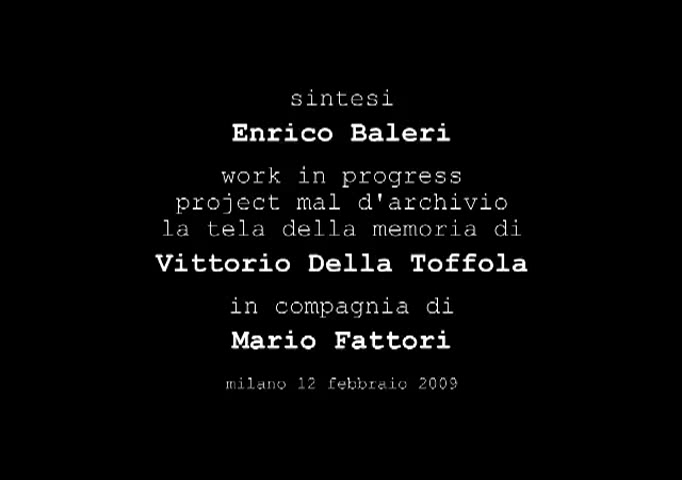 sintesi
Enrico Baleri
work in progress
project mal d'archivio
la tela della memoria di
Vittorio Della Toffola
in compagnia di
Mario Fattori
milano 12 febbraio 2009